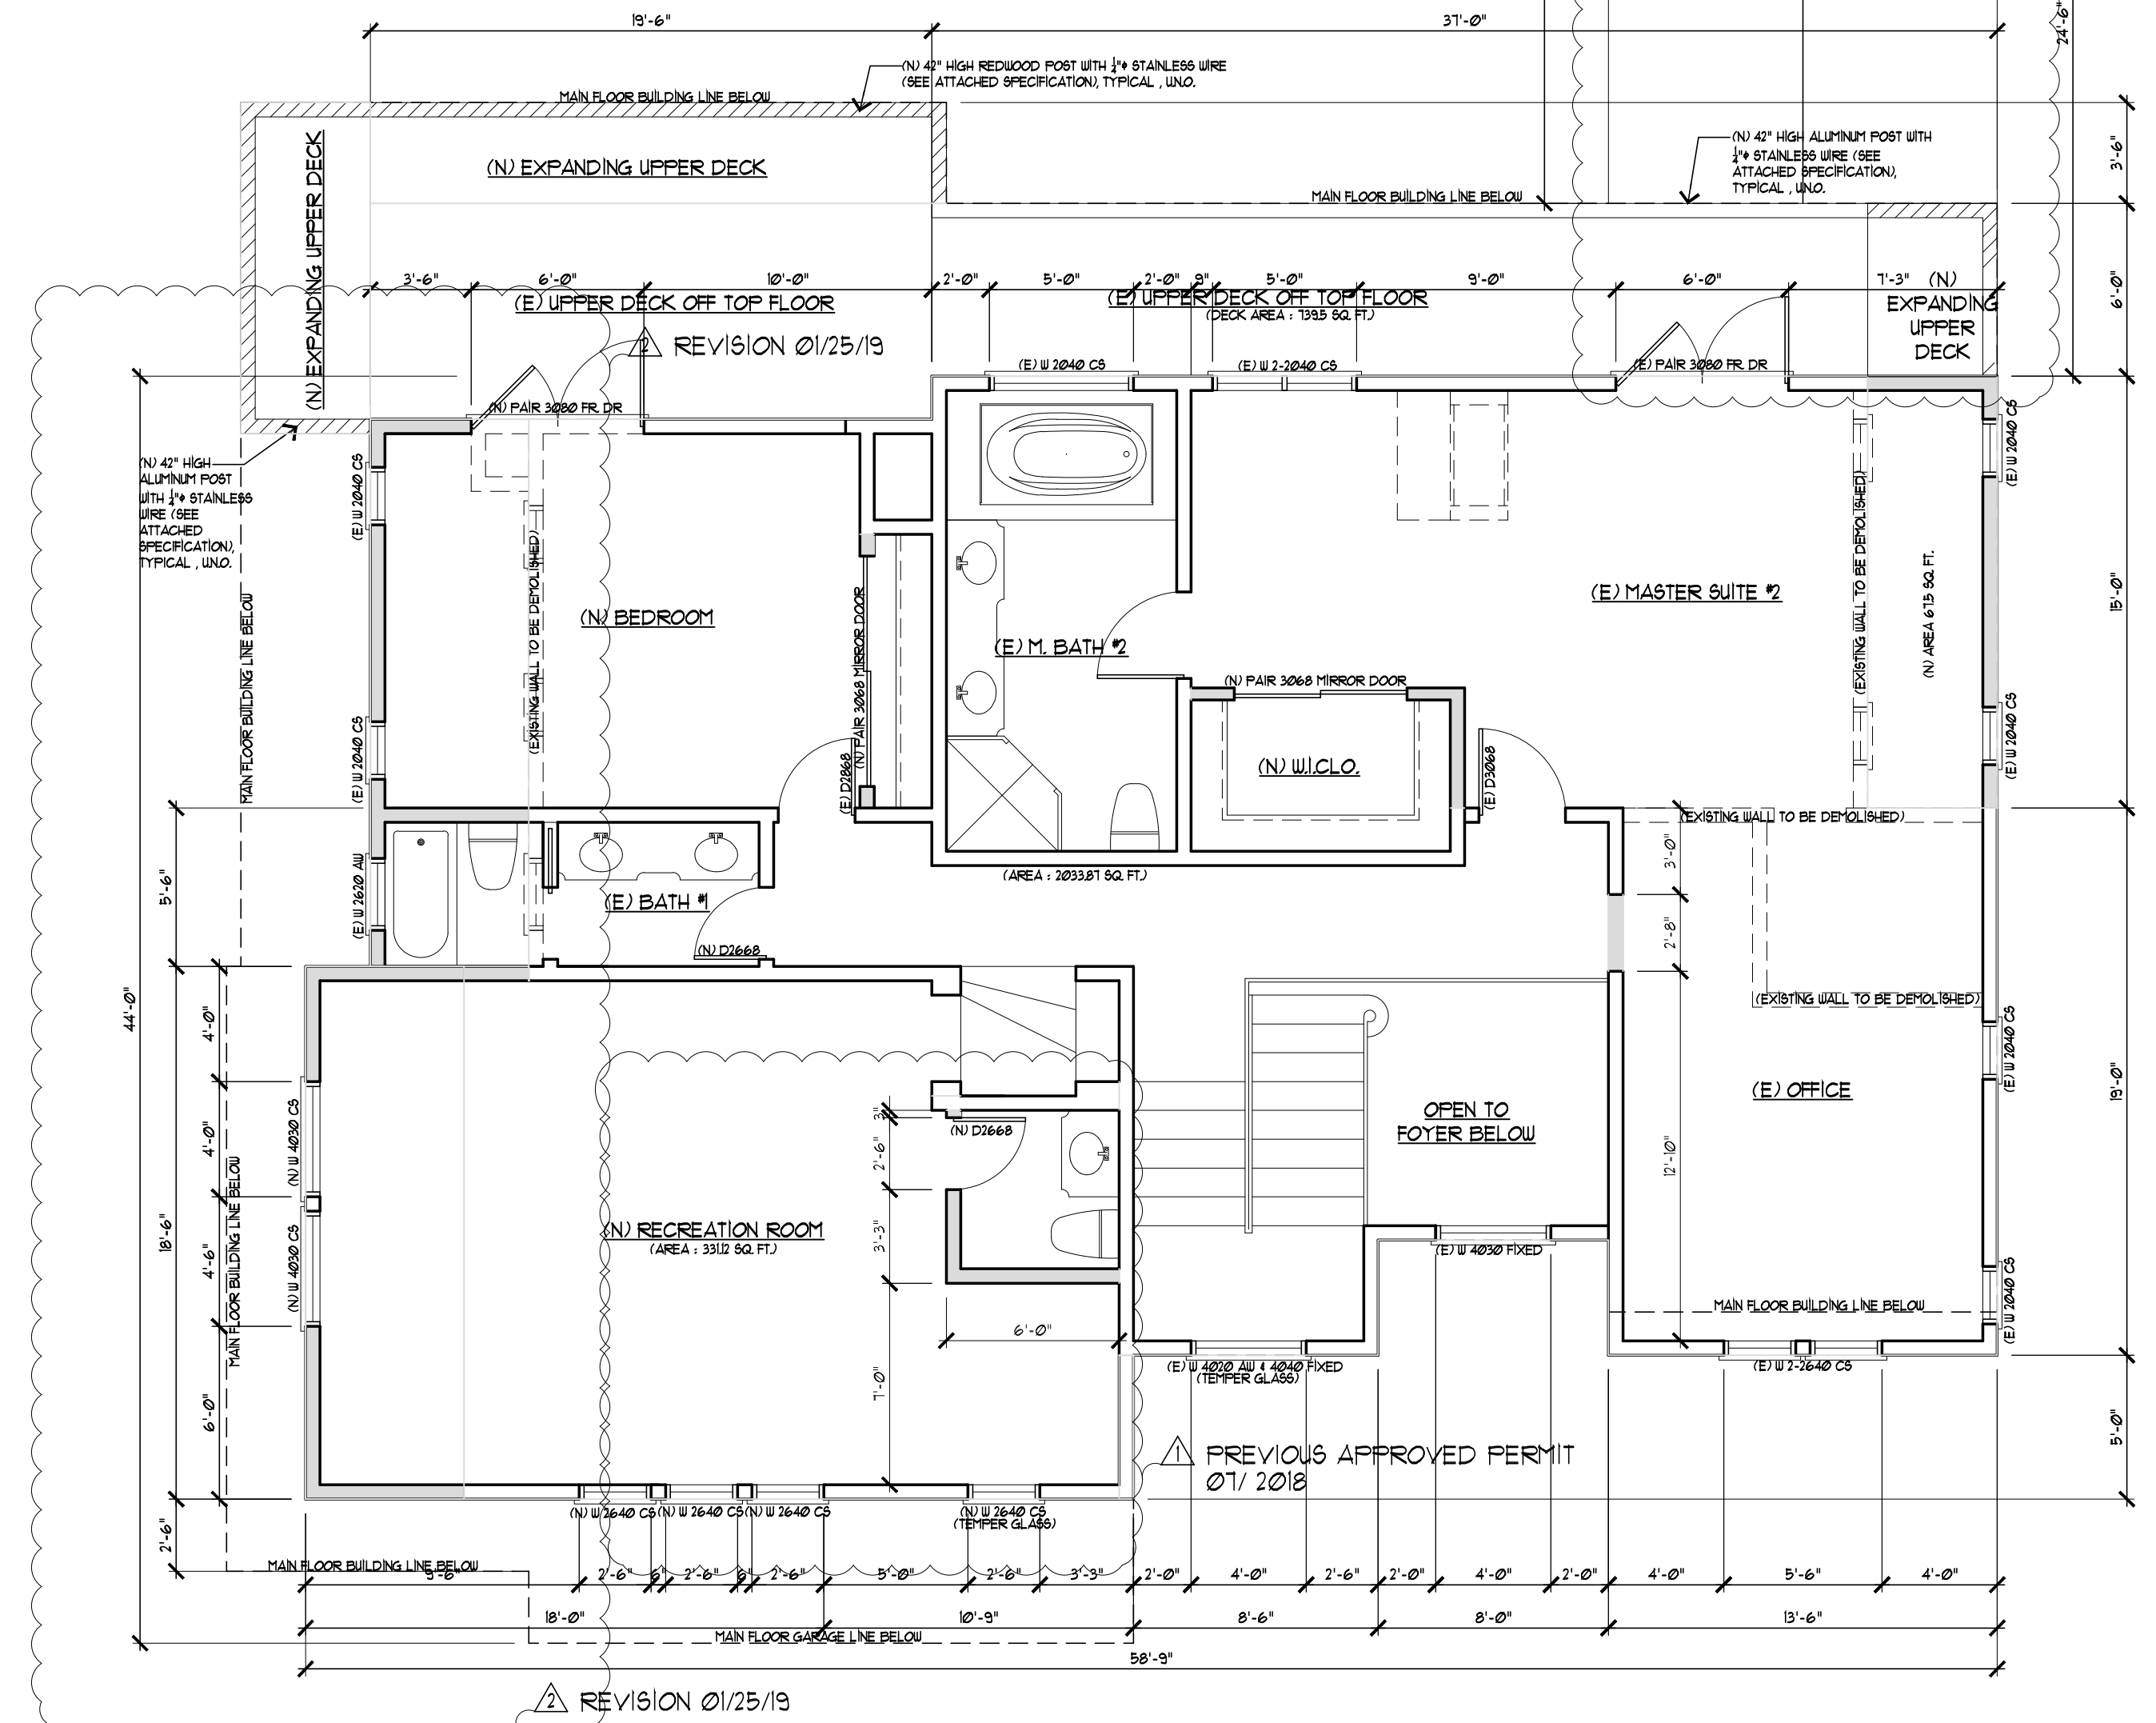 19'-6"
37'-0"
24'-6"
(N) 42" HIGH REDWOOD POST WITH ¼"⌀ STAINLESS WIRE
(SEE ATTACHED SPECIFICATION), TYPICAL , U.N.O.
MAIN FLOOR BUILDING LINE BELOW
(N) 42" HIGH ALUMINUM POST WITH
¼"⌀ STAINLESS WIRE (SEE
ATTACHED SPECIFICATION),
TYPICAL , U.N.O.
3'-6"
(N) EXPANDING UPPER DECK
(N) EXPANDING UPPER DECK
MAIN FLOOR BUILDING LINE BELOW
3'-6"
6'-0"
10'-0"
2'-0"
5'-0"
2'-0"
9"
5'-0"
9'-0"
6'-0"
7'-3"
(N)
EXPANDING
UPPER
DECK
6'-0"
(E) UPPER DECK OFF TOP FLOOR
(E) UPPER DECK OFF TOP FLOOR
(DECK AREA : 739.5 SQ. FT.)
2 REVISION 01/25/19
(E) W 2040 CS
(E) W 2-2040 CS
(E) PAIR 3080 FR. DR
(N) PAIR 3080 FR. DR
(N) 42" HIGH
ALUMINUM POST
WITH ¼"⌀ STAINLESS
WIRE (SEE
ATTACHED
SPECIFICATION),
TYPICAL , U.N.O.
(E) W 2040 CS
(E) W 2040 CS
(EXISTING WALL TO BE DEMOLISHED)
(EXISTING WALL TO BE DEMOLISHED)
(N) AREA 67.5 SQ. FT.
15'-0"
(N) BEDROOM
(E) MASTER SUITE #2
MAIN FLOOR BUILDING LINE BELOW
(N) PAIR 3068 MIRROR DOOR
(E) M. BATH #2
(N) PAIR 3068 MIRROR DOOR
(E) W 2040 CS
(E) W 2040 CS
(E) D2868
(N) W.I.CLO.
(E) D3068
(EXISTING WALL TO BE DEMOLISHED)
3'-0"
5'-6"
(E) W 2620 AW
(E) BATH #1
(AREA : 2033.87 SQ. FT.)
2'-8"
(N) D2668
44'-0"
4'-0"
(EXISTING WALL TO BE DEMOLISHED)
(E) W 2040 CS
(E) OFFICE
19'-0"
OPEN TO
FOYER BELOW
3"
(N) D2668
2'-6"
4'-0"
(N) W 4030 CS
12'-10"
18'-6"
MAIN FLOOR BUILDING LINE BELOW
4'-6"
(N) W 4030 CS
(N) RECREATION ROOM
(AREA : 331.12 SQ. FT.)
3'-3"
(E) W 4030 FIXED
(E) W 2040 CS
MAIN FLOOR BUILDING LINE BELOW
6'-0"
(E) W 4020 AW & 4040 FIXED
(TEMPER GLASS)
(E) W 2-2640 CS
7'-0"
6'-0"
5'-0"
1 PREVIOUS APPROVED PERMIT
07/ 2018
(N) W 2640 CS
(N) W 2640 CS
(N) W 2640 CS
(N) W 2640 CS
(TEMPER GLASS)
2'-6"
MAIN FLOOR BUILDING LINE BELOW
9'-6"
2'-6"
6"
2'-6"
6"
2'-6"
5'-0"
2'-6"
3'-3"
2'-0"
4'-0"
2'-6"
2'-0"
4'-0"
2'-0"
4'-0"
5'-6"
4'-0"
18'-0"
10'-9"
8'-6"
8'-0"
13'-6"
MAIN FLOOR GARAGE LINE BELOW
58'-9"
2 REVISION 01/25/19